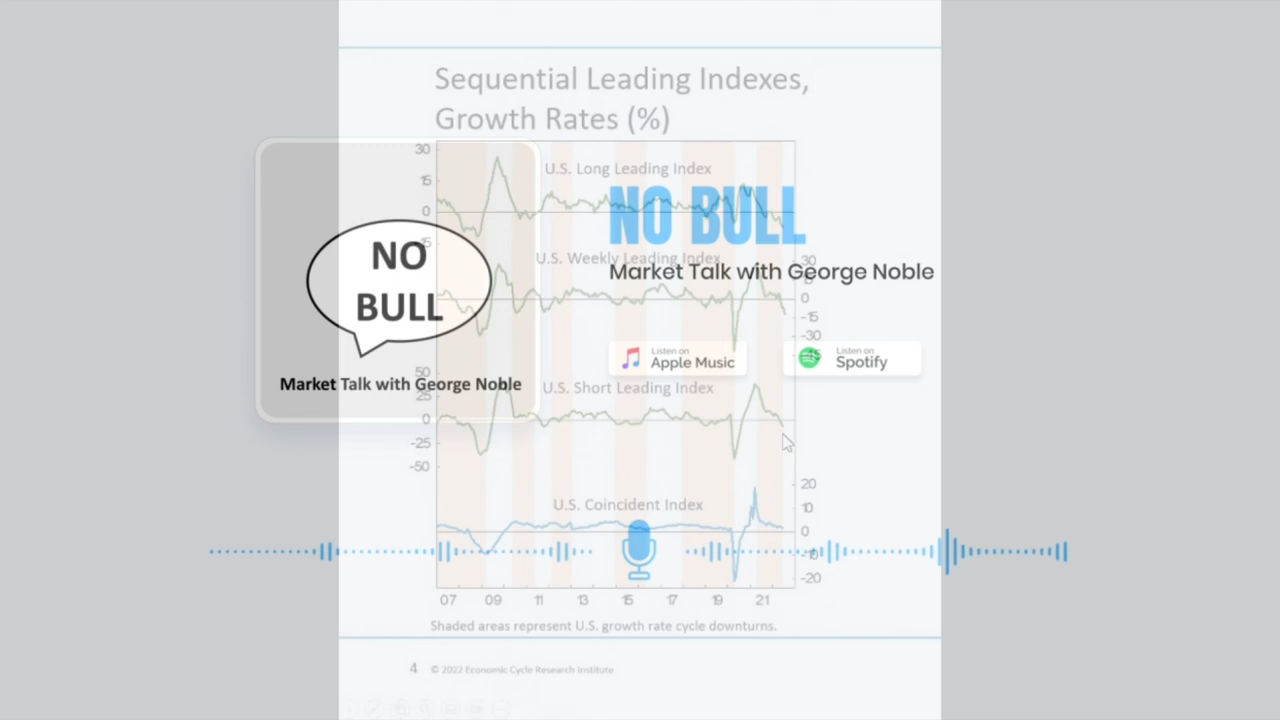 Sequential Leading Indexes,
Growth Rates (%)
30
15
0
U.S. Long Leading Index
NO BULL
Market Talk with George Noble
NO
BULL
Market Talk with George Noble
U.S. Weekly Leading Index
30
0
-15
-30
Listen on
Apple Music
Listen on
Spotify
U.S. Short Leading Index
50
25
0
-25
-50
U.S. Coincident Index
20
10
0
-10
-20
07 09 11 13 15 17 19 21
Shaded areas represent U.S. growth rate cycle downturns.
4 © 2022 Economic Cycle Research Institute